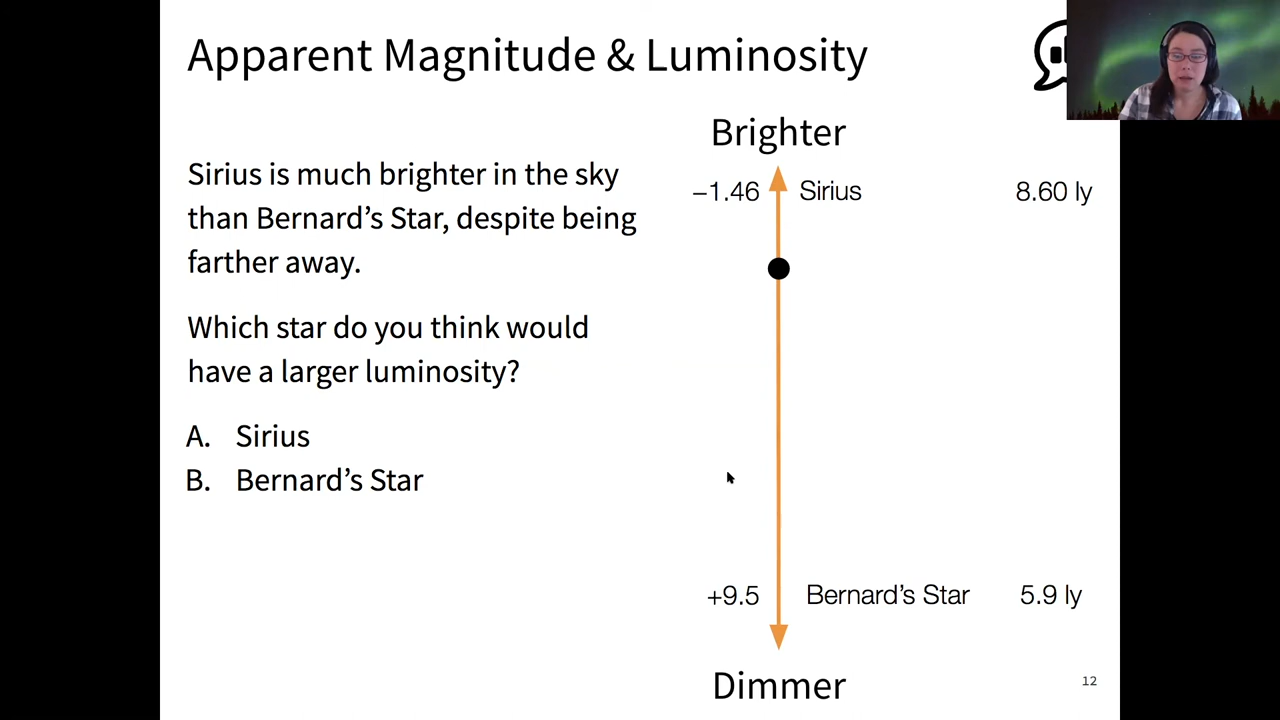 Apparent Magnitude & Luminosity
Sirius is much brighter in the sky
than Bernard’s Star, despite being
farther away.
Which star do you think would
have a larger luminosity?
A. Sirius
B. Bernard’s Star
Brighter
−1.46 Sirius 8.60 ly
+9.5 Bernard’s Star 5.9 ly
Dimmer
12